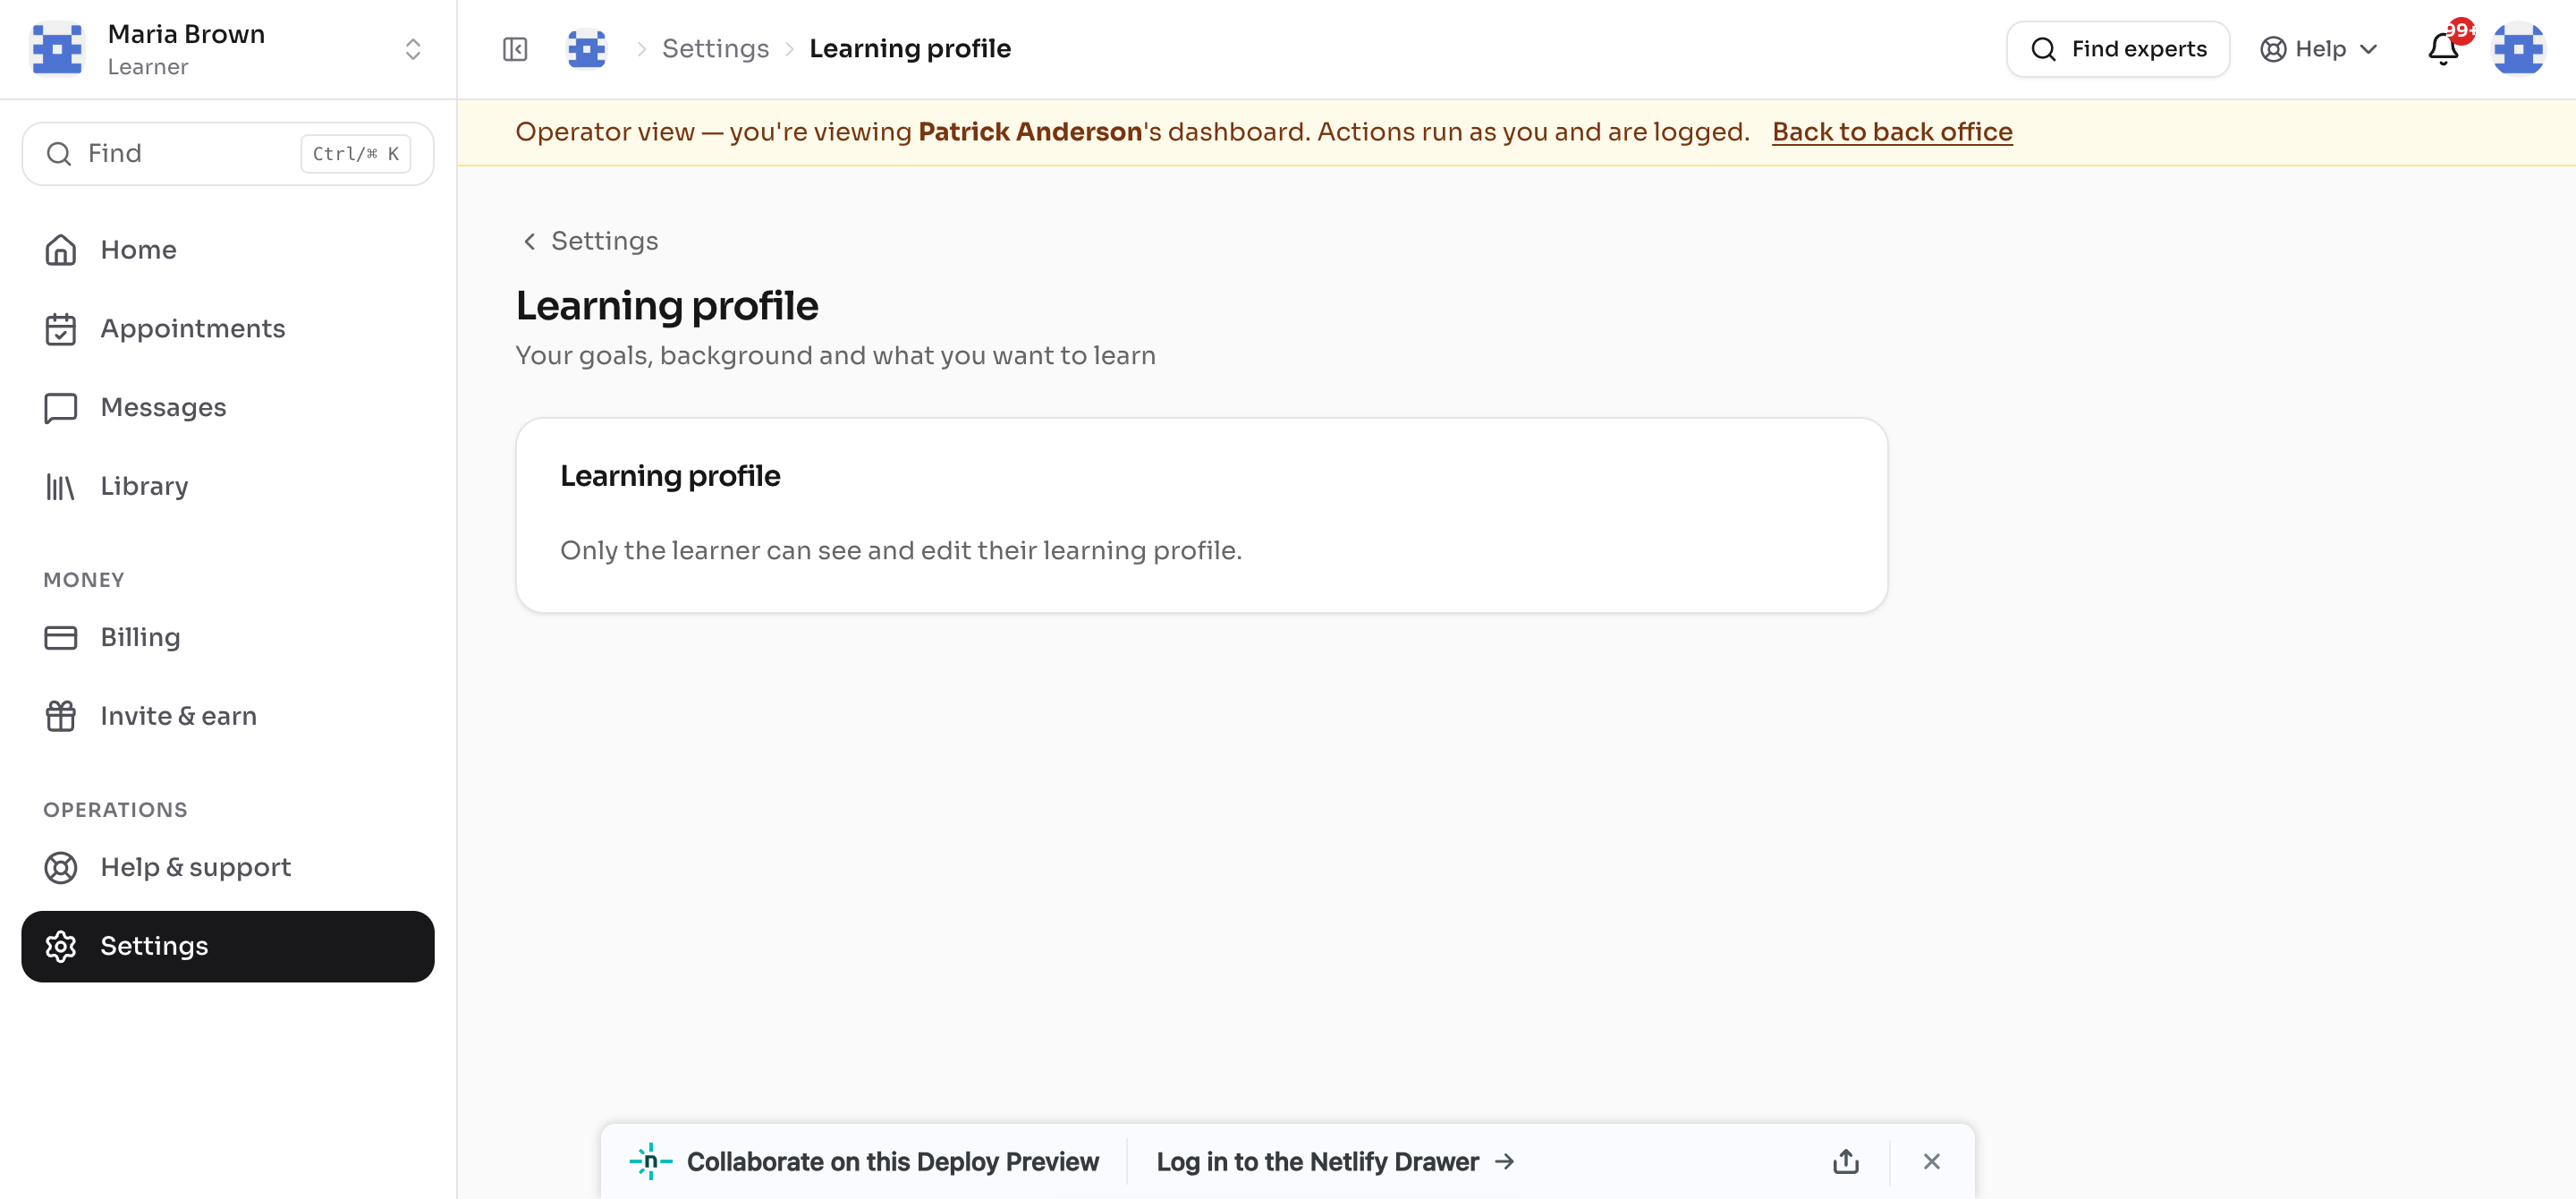 Maria Brown
Learner
Find
Ctrl/⌘ K
Home
Appointments
Messages
Library
MONEY
Billing
Invite & earn
OPERATIONS
Help & support
Settings
Settings
Learning profile
Find experts
Help
99+
Operator view — you're viewing Patrick Anderson's dashboard. Actions run as you and are logged. Back to back office
Settings
Learning profile
Your goals, background and what you want to learn
Learning profile
Only the learner can see and edit their learning profile.
n
Collaborate on this Deploy Preview
Log in to the Netlify Drawer →